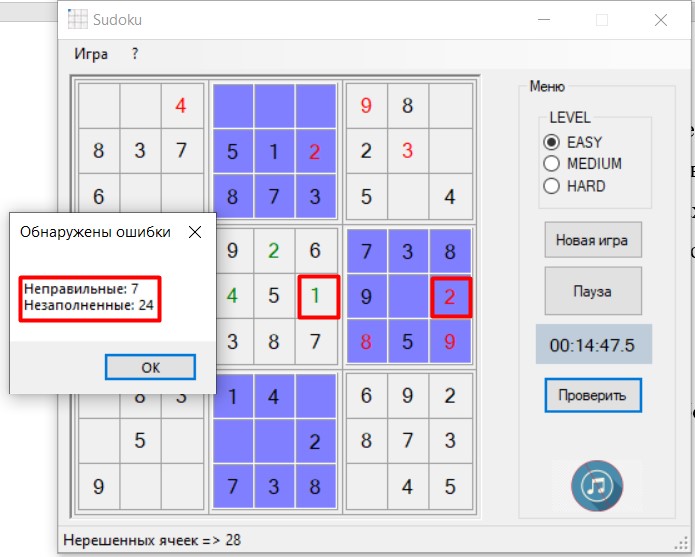 Sudoku
Игра ?
4 9 8
8 3 7 5 1 2 2 3
6 8 7 3 5 4
9 2 6 7 3 8
4 5 1 9 2
3 8 7 8 5 9
8 3 1 4 6 9 2
5 2 8 7 3
9 7 3 8 4 5
Обнаружены ошибки
Неправильные: 7
Незаполненные: 24
ОК
Меню
LEVEL
EASY
MEDIUM
HARD
Новая игра
Пауза
00:14:47.5
Проверить
Нерешенных ячеек => 28